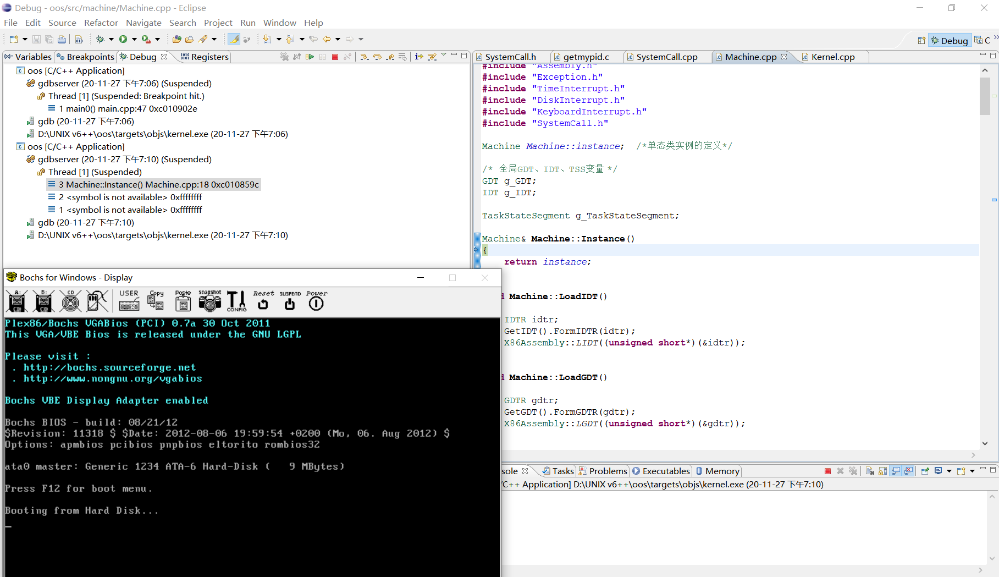 Debug - oos/src/machine/Machine.cpp - Eclipse
File Edit Source Refactor Navigate Search Project Run Window Help
Debug C
(x)= Variables Breakpoints Debug Registers
oos [C/C++ Application]
gdbserver (20-11-27 下午7:06) (Suspended)
Thread [1] (Suspended: Breakpoint hit.)
1 main0() main.cpp:47 0xc010902e
gdb (20-11-27 下午7:06)
D:\UNIX v6++\oos\targets\objs\kernel.exe (20-11-27 下午7:06)
oos [C/C++ Application]
gdbserver (20-11-27 下午7:10) (Suspended)
Thread [1] (Suspended)
3 Machine::Instance() Machine.cpp:18 0xc010859c
2 <symbol is not available> 0xffffffff
1 <symbol is not available> 0xffffffff
gdb (20-11-27 下午7:10)
D:\UNIX v6++\oos\targets\objs\kernel.exe (20-11-27 下午7:10)
SystemCall.h getmypid.c SystemCall.cpp Machine.cpp Kernel.cpp
#include "Assembly.h"
#include "Exception.h"
#include "TimeInterrupt.h"
#include "DiskInterrupt.h"
#include "KeyboardInterrupt.h"
#include "SystemCall.h"
Machine Machine::instance; /*单态类实例的定义*/
/* 全局GDT、IDT、TSS变量 */
GDT g_GDT;
IDT g_IDT;
TaskStateSegment g_TaskStateSegment;
Machine& Machine::Instance()
{
return instance;
d Machine::LoadIDT()
IDTR idtr;
GetIDT().FormIDTR(idtr);
X86Assembly::LIDT((unsigned short*)(&idtr));
d Machine::LoadGDT()
GDTR gdtr;
GetGDT().FormGDTR(gdtr);
X86Assembly::LGDT((unsigned short*)(&gdtr));
Bochs for Windows - Display
A: B: CD USER Copy Paste snapshot CONFIG Reset SUSPEND Power
Plex86/Bochs VGABios (PCI) 0.7a 30 Oct 2011
This VGA/VBE Bios is released under the GNU LGPL
Please visit :
. http://bochs.sourceforge.net
. http://www.nongnu.org/vgabios
Bochs VBE Display Adapter enabled
Bochs BIOS - build: 08/21/12
$Revision: 11318 $ $Date: 2012-08-06 19:59:54 +0200 (Mo, 06. Aug 2012) $
Options: apmbios pcibios pnpbios eltorito rombios32
ata0 master: Generic 1234 ATA-6 Hard-Disk (   9 MBytes)
Press F12 for boot menu.
Booting from Hard Disk...
_
sole Tasks Problems Executables Memory
/C++ Application] D:\UNIX v6++\oos\targets\objs\kernel.exe (20-11-27 下午7:10)